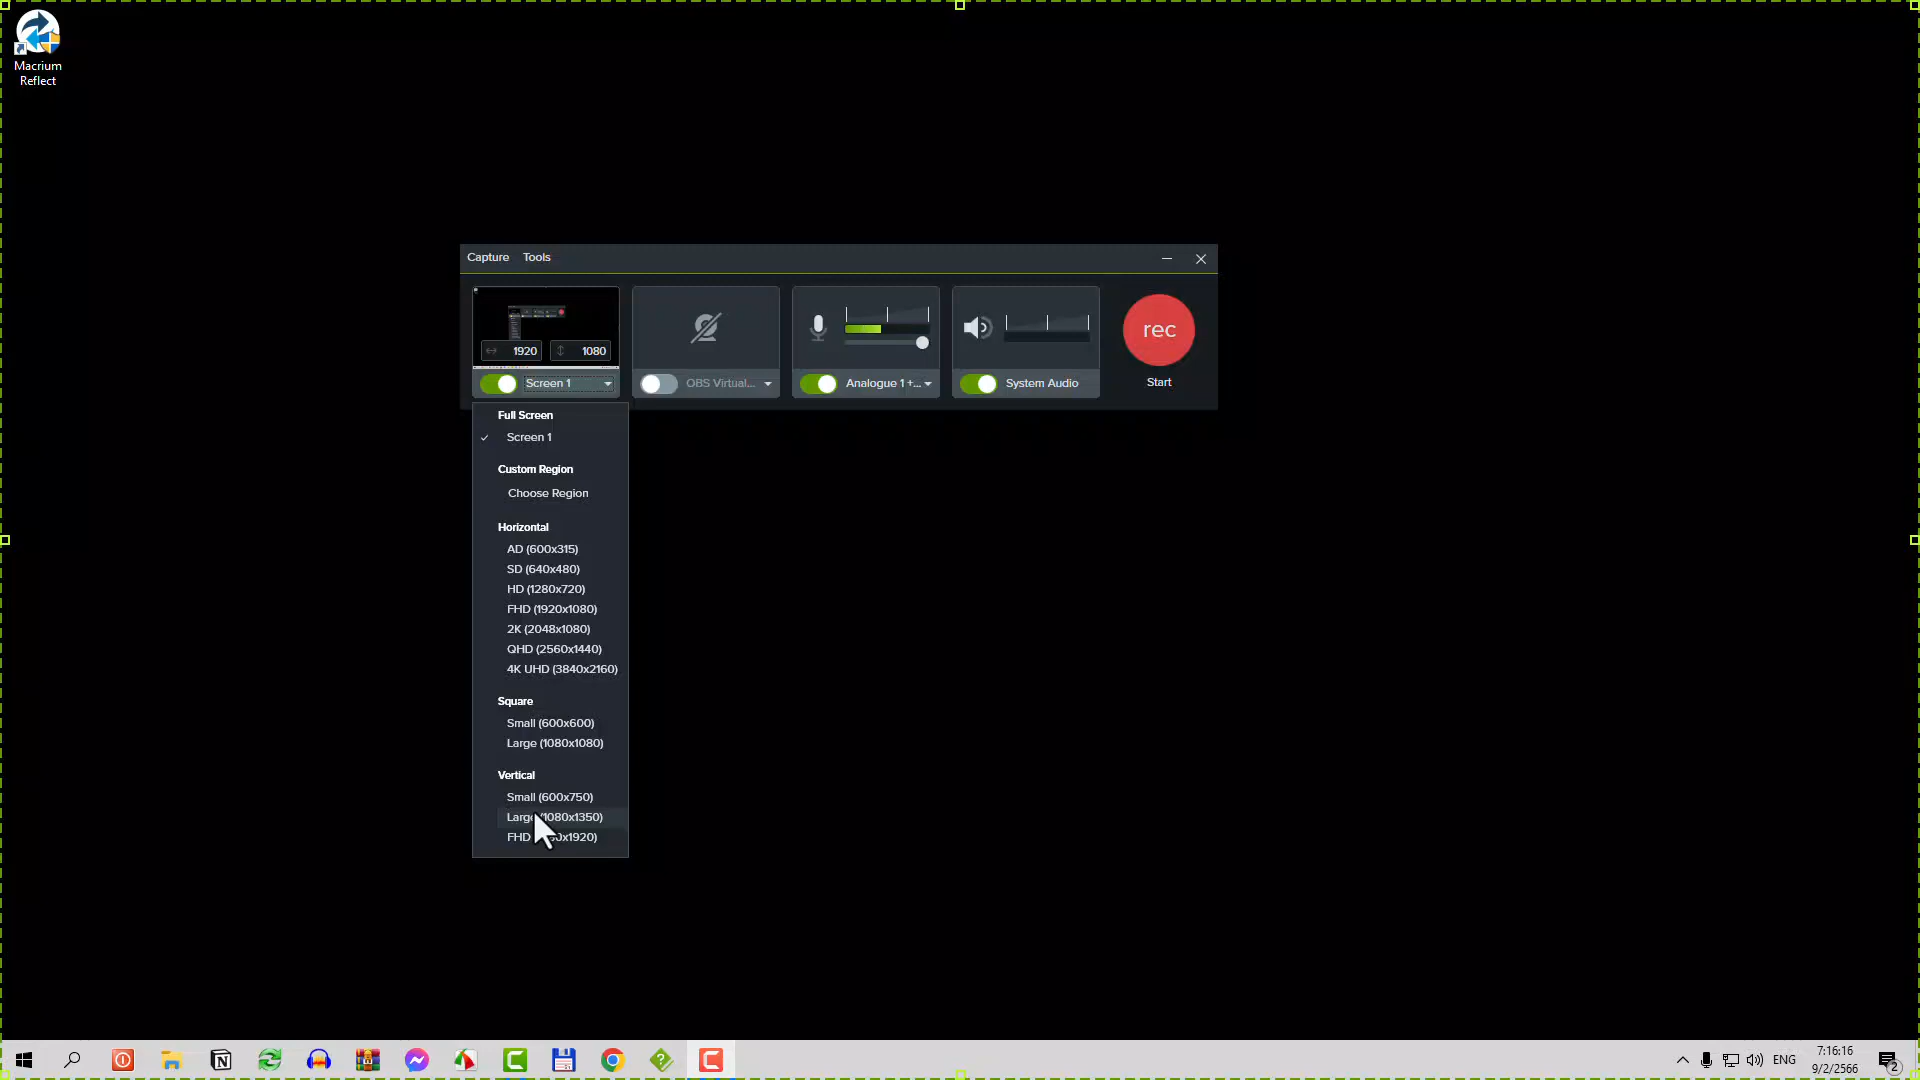 Macrium
Reflect
Capture Tools
1920 1080
Screen 1
OBS Virtual...
Analogue 1 +...
System Audio
rec
Start
Full Screen
Screen 1
Custom Region
Choose Region
Horizontal
AD (600x315)
SD (640x480)
HD (1280x720)
FHD (1920x1080)
2K (2048x1080)
QHD (2560x1440)
4K UHD (3840x2160)
Square
Small (600x600)
Large (1080x1080)
Vertical
Small (600x750)
Large (1080x1350)
FHD x1920)
ENG
7:16:16
9/2/2566
2